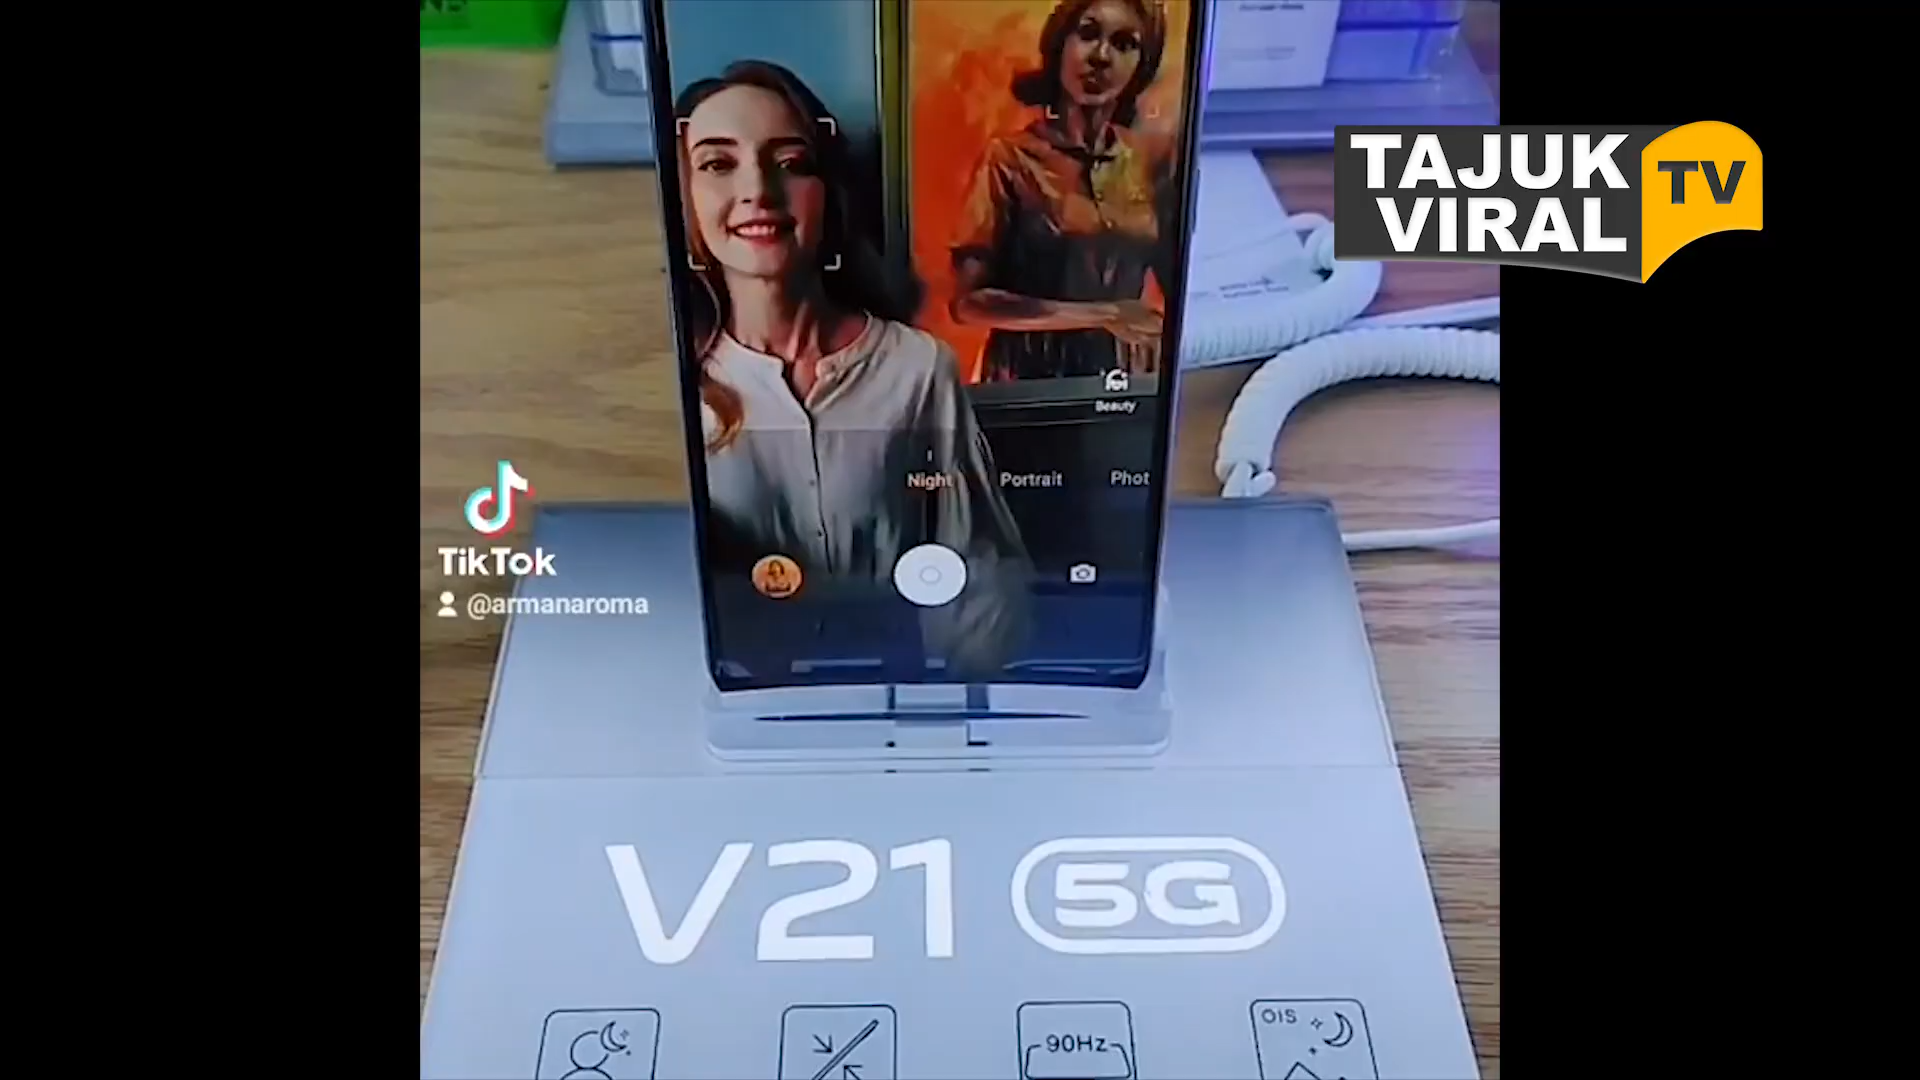 TAJUK
VIRAL
TV
Beauty
Night
Portrait
Phot
TikTok
@armanaroma
V21 5G
90Hz
OIS